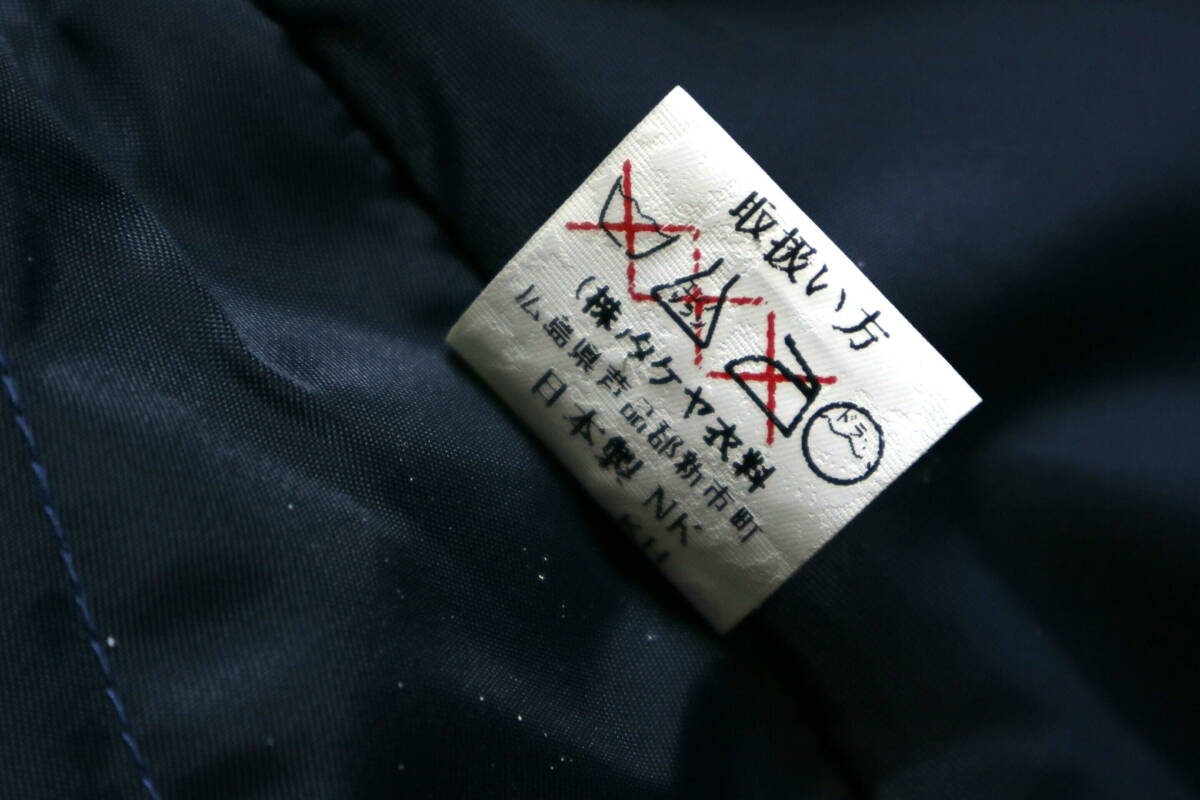 取扱い方
ドライ
(株)タケヤ衣料
広島県芦品郡新市町
日本製 NK